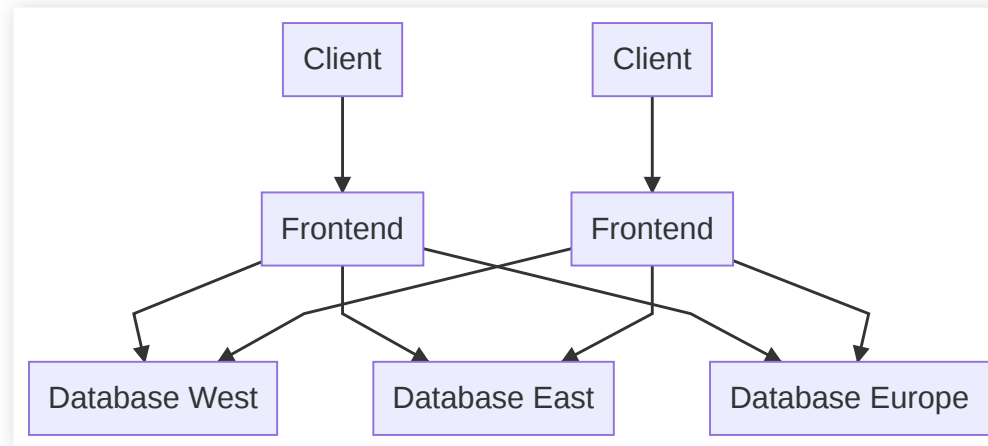 Client
Client
Frontend
Frontend
Database West
Database East
Database Europe